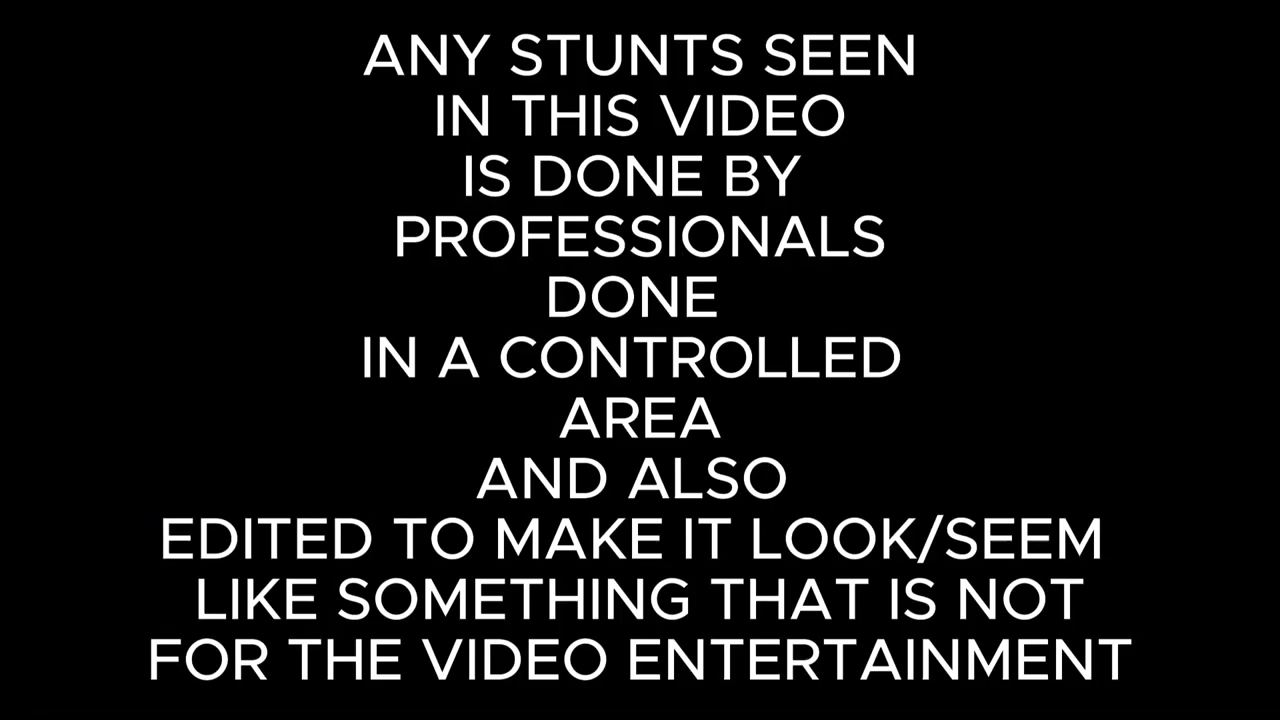 ANY STUNTS SEEN
IN THIS VIDEO
IS DONE BY
PROFESSIONALS
DONE
IN A CONTROLLED
AREA
AND ALSO
EDITED TO MAKE IT LOOK/SEEM
LIKE SOMETHING THAT IS NOT
FOR THE VIDEO ENTERTAINMENT